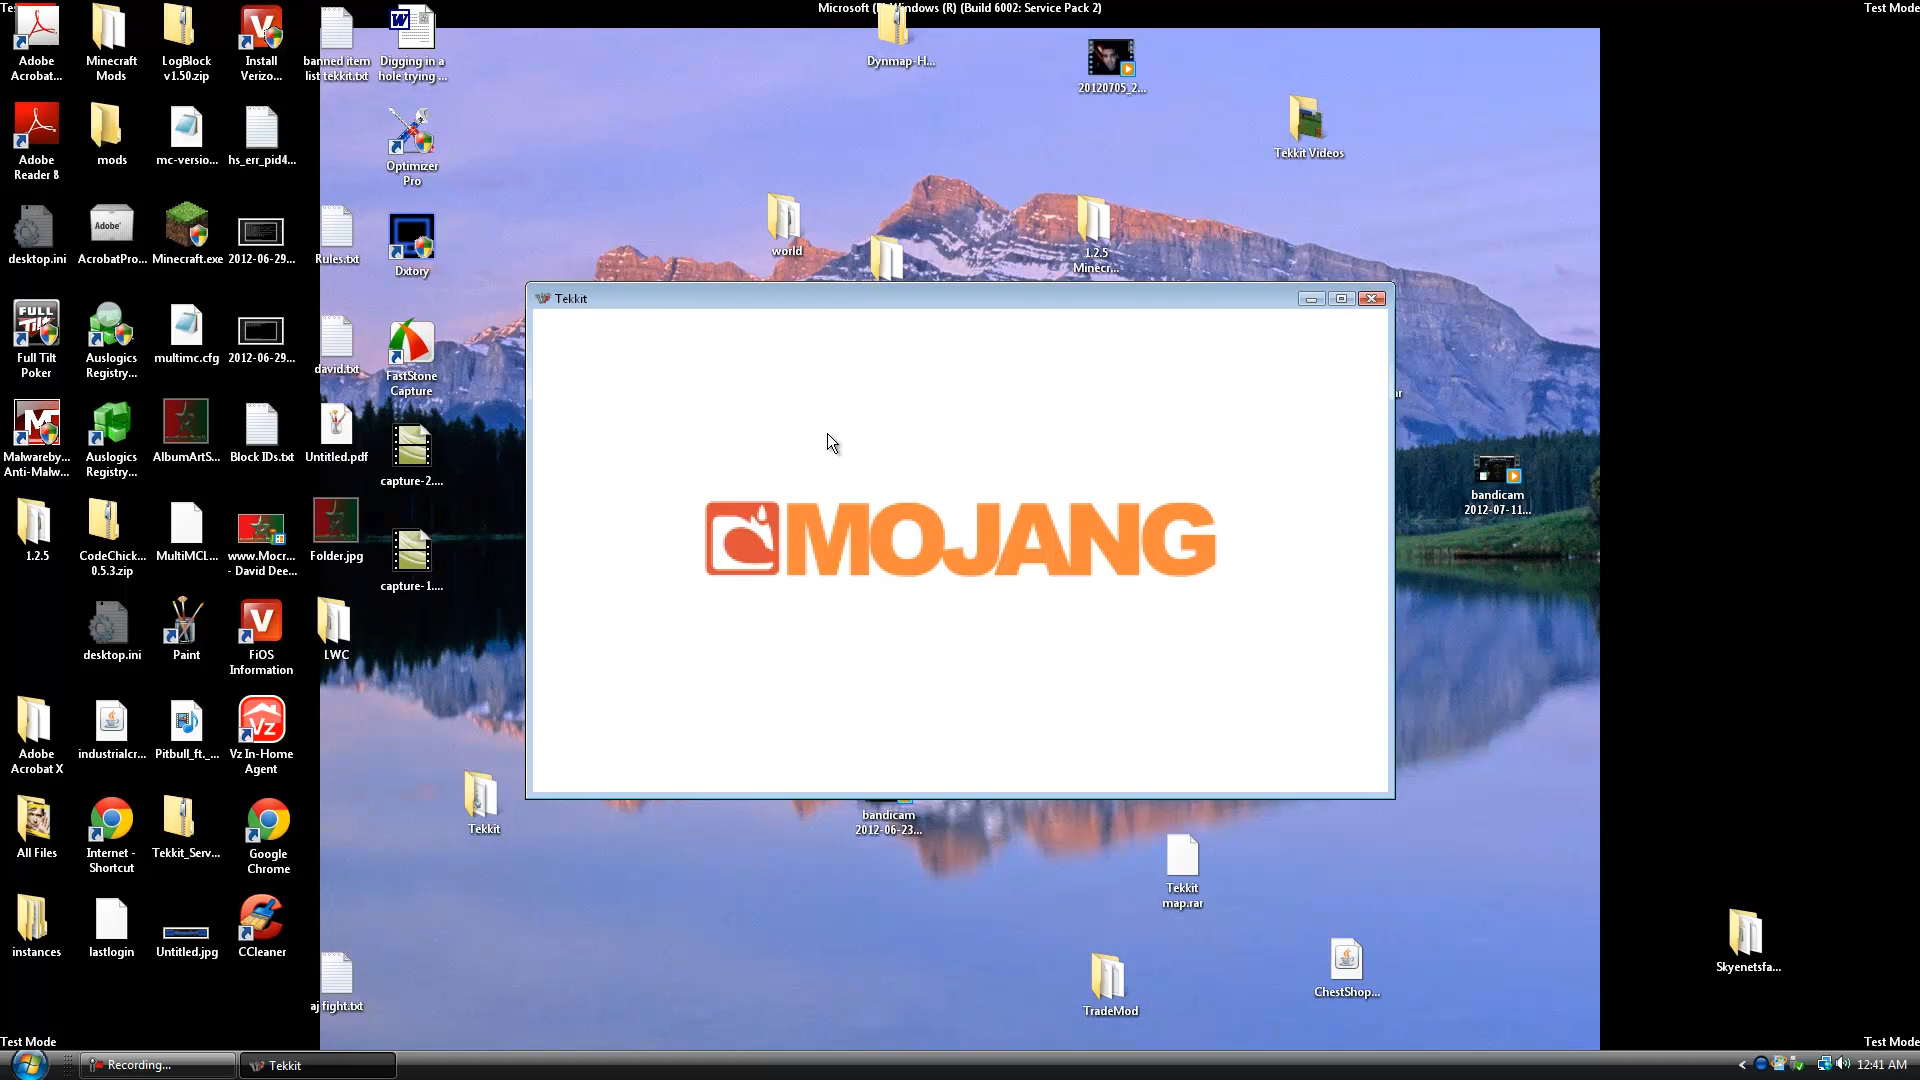 Microsoft (R) Windows (R) (Build 6002: Service Pack 2)
Test Mode
Adobe
Acrobat...
Minecraft
Mods
LogBlock
v1.50.zip
Install
Verizo...
banned item
list tekkit.txt
Digging in a
hole trying ...
Dynmap-H...
20120705_2...
Adobe
Reader 8
mods
mc-versio...
hs_err_pid4...
Optimizer
Pro
Tekkit Videos
desktop.ini
Adobe
AcrobatPro...
Minecraft.exe
2012-06-29...
Rules.txt
Dxtory
world
1.2.5
Minecr...
Tekkit
FULL
TILT
Full Tilt
Poker
Auslogics
Registry...
multimc.cfg
2012-06-29...
david.txt
FastStone
Capture
Malwareby...
Anti-Malw...
Auslogics
Registry...
AlbumArtS...
Block IDs.txt
Untitled.pdf
capture-2....
bandicam
2012-07-11...
MOJANG
1.2.5
CodeChick...
0.5.3.zip
MultiMCL...
www.Mocr...
- David Dee...
Folder.jpg
capture-1....
desktop.ini
Paint
FiOS
Information
LWC
Adobe
Acrobat X
industrialcr...
Pitbull_ft._...
Vz
Vz In-Home
Agent
Tekkit
bandicam
2012-06-23...
All Files
Internet -
Shortcut
Tekkit_Serv...
Google
Chrome
Tekkit
map.rar
instances
lastlogin
Untitled.jpg
CCleaner
Skyenetsfa...
aj fight.txt
TradeMod
ChestShop...
Test Mode
Test Mode
Recording...
Tekkit
12:41 AM